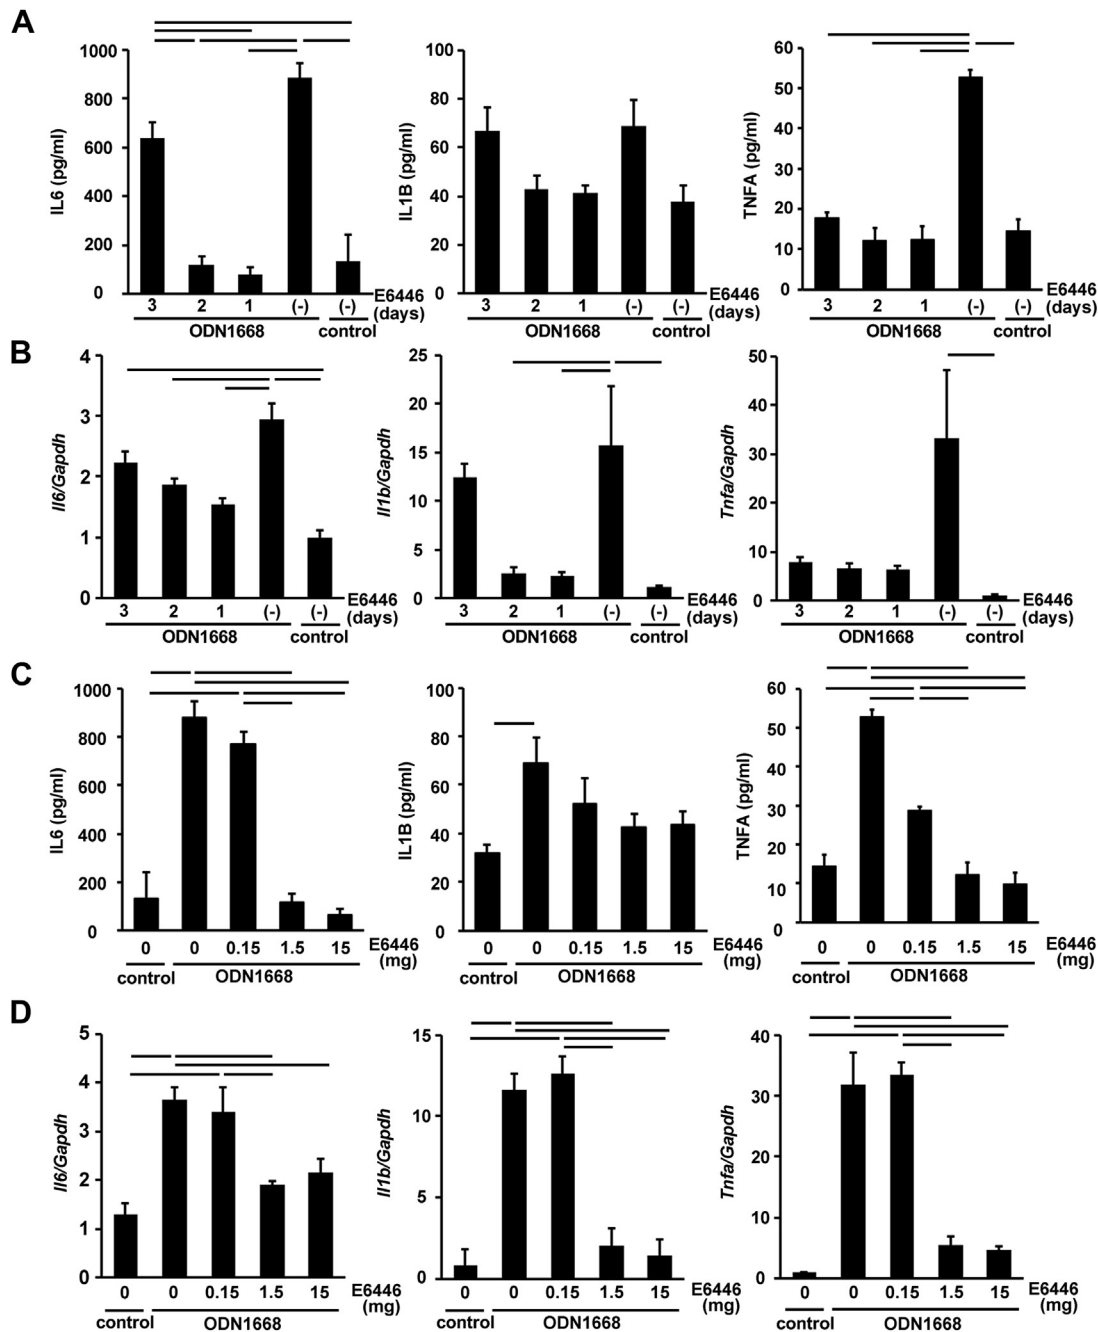 A
IL6 (pg/ml)
1000
800
600
400
200
0
3 2 1 (-) (-) E6446
(days)
ODN1668 control
IL1B (pg/ml)
100
80
60
40
20
0
3 2 1 (-) (-) E6446
(days)
ODN1668 control
TNFA (pg/ml)
60
50
40
30
20
10
0
3 2 1 (-) (-) E6446
(days)
ODN1668 control
B
Il6/Gapdh
4
3
2
1
0
3 2 1 (-) (-) E6446
(days)
ODN1668 control
Il1b/Gapdh
25
20
15
10
5
0
3 2 1 (-) (-) E6446
(days)
ODN1668 control
Tnfa/Gapdh
50
40
30
20
10
0
3 2 1 (-) (-) E6446
(days)
ODN1668 control
C
IL6 (pg/ml)
1000
800
600
400
200
0
0 0 0.15 1.5 15 E6446
(mg)
control ODN1668
IL1B (pg/ml)
100
80
60
40
20
0
0 0 0.15 1.5 15 E6446
(mg)
control ODN1668
TNFA (pg/ml)
60
50
40
30
20
10
0
0 0 0.15 1.5 15 E6446
(mg)
control ODN1668
D
Il6/Gapdh
5
4
3
2
1
0
0 0 0.15 1.5 15 E6446
(mg)
control ODN1668
Il1b/Gapdh
15
10
5
0
0 0 0.15 1.5 15 E6446
(mg)
control ODN1668
Tnfa/Gapdh
40
30
20
10
0
0 0 0.15 1.5 15 E6446
(mg)
control ODN1668